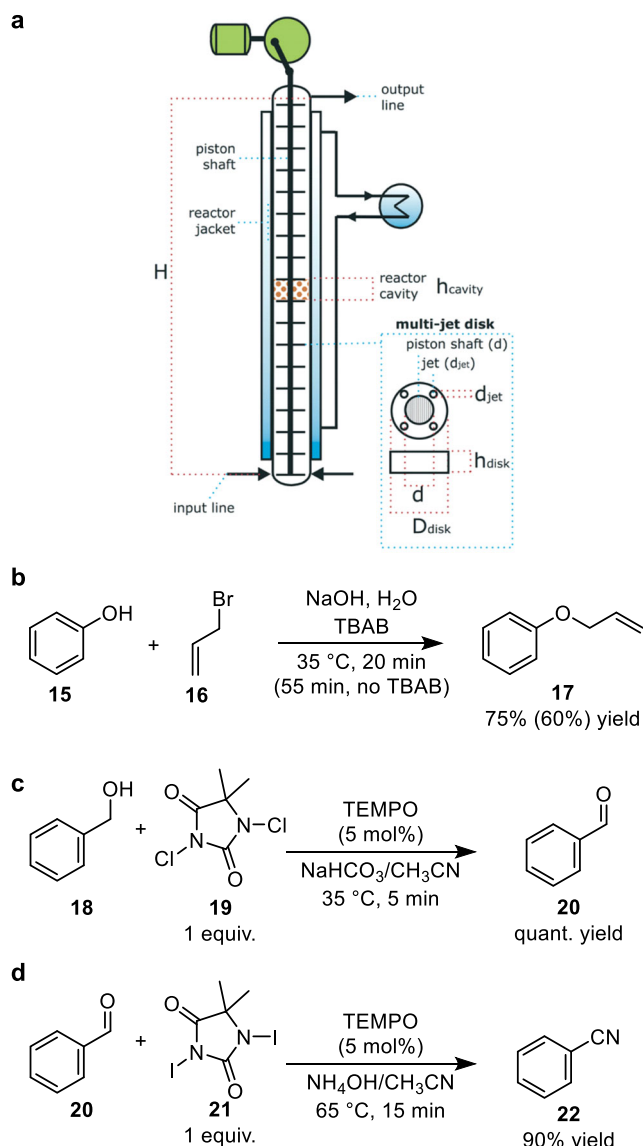 a
output
line
piston
shaft
reactor
jacket
H
reactor
cavity
hcavity
multi-jet disk
piston shaft (d)
jet (djet)
djet
hdisk
d
Ddisk
input line
b
OH
15
+
Br
16
NaOH, H2O
TBAB
35 °C, 20 min
(55 min, no TBAB)
O
17
75% (60%) yield
c
OH
18
+
O
N
Cl
N
Cl
O
19
1 equiv.
TEMPO
(5 mol%)
NaHCO3/CH3CN
35 °C, 5 min
O
20
quant. yield
d
O
20
+
O
N
I
N
I
O
21
1 equiv.
TEMPO
(5 mol%)
NH4OH/CH3CN
65 °C, 15 min
CN
22
90% yield